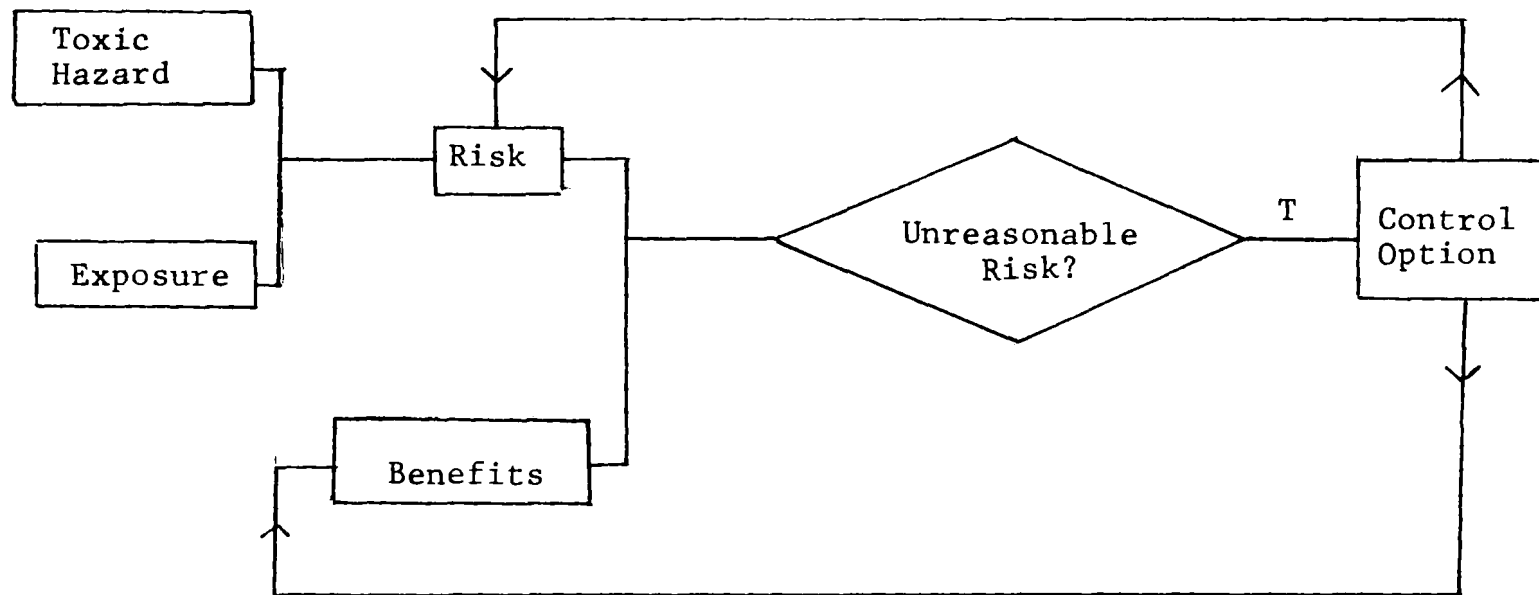 Toxic
Hazard
Risk
Exposure
Unreasonable
Risk?
T
Control
Option
Benefits